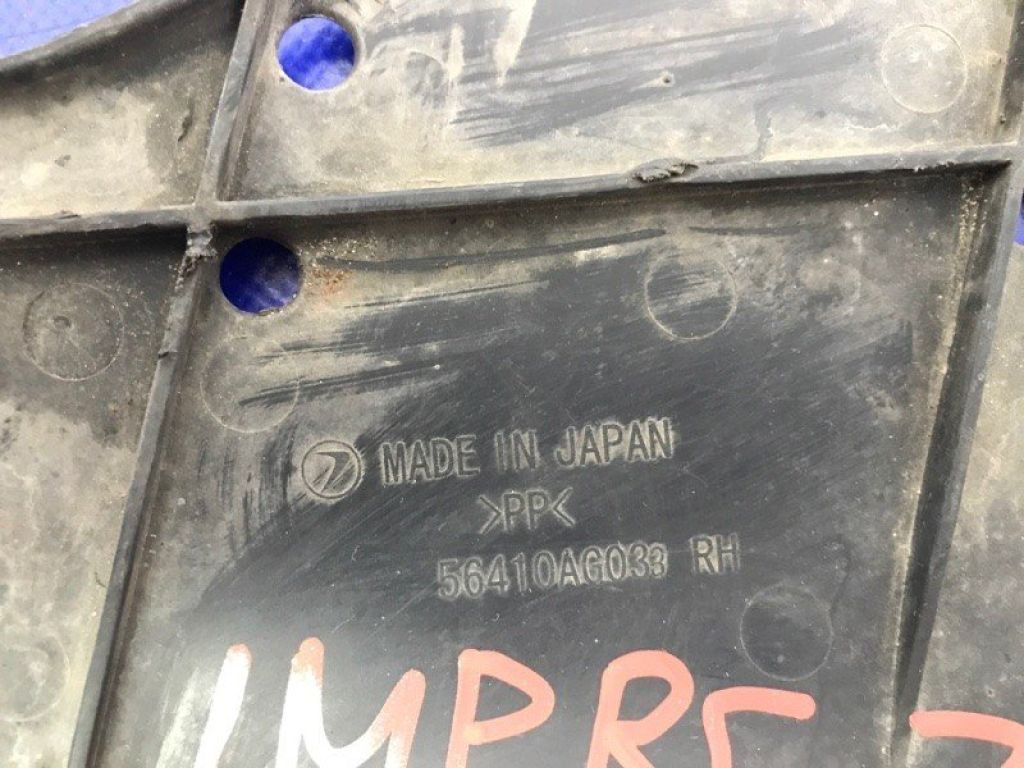 MADE IN JAPAN
>PP<
56410AG033 RH
IMPRE